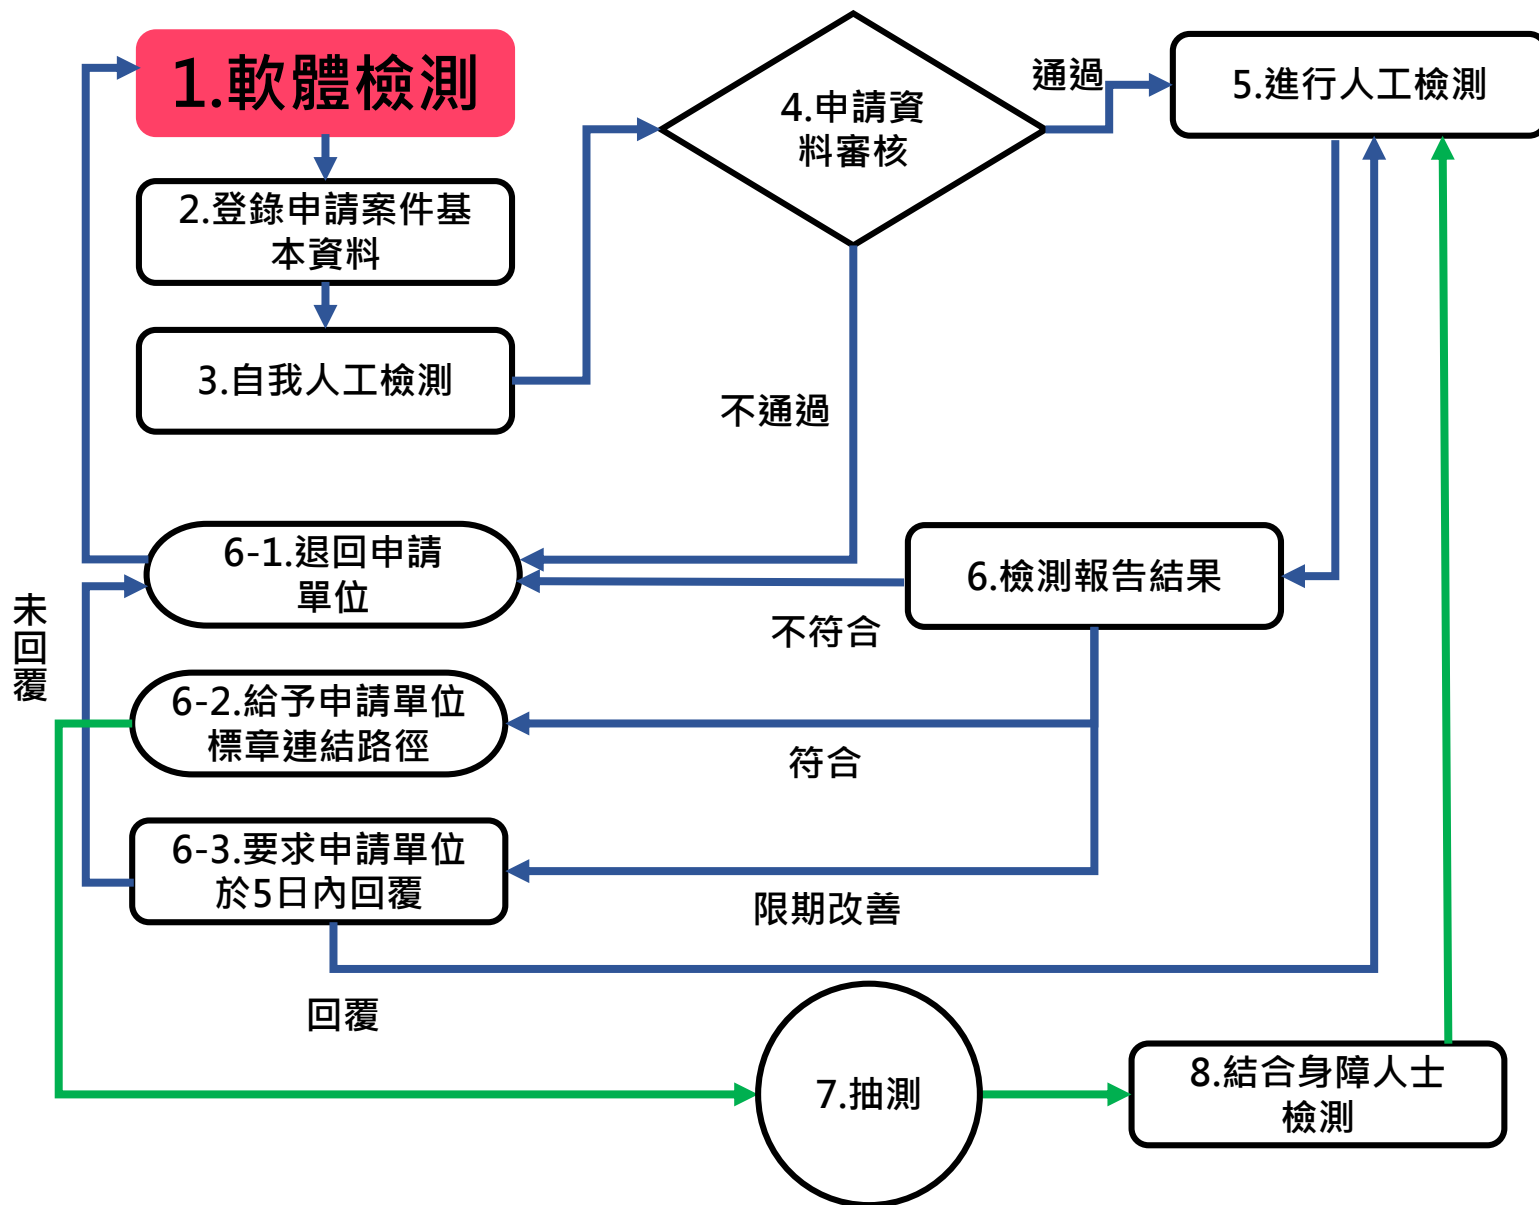 1.軟體檢測
2.登錄申請案件基
本資料
3.自我人工檢測
4.申請資
料審核
通過
5.進行人工檢測
不通過
6-1.退回申請
單位
6.檢測報告結果
不符合
未
回
覆
6-2.給予申請單位
標章連結路徑
符合
6-3.要求申請單位
於5日內回覆
限期改善
回覆
7.抽測
8.結合身障人士
檢測